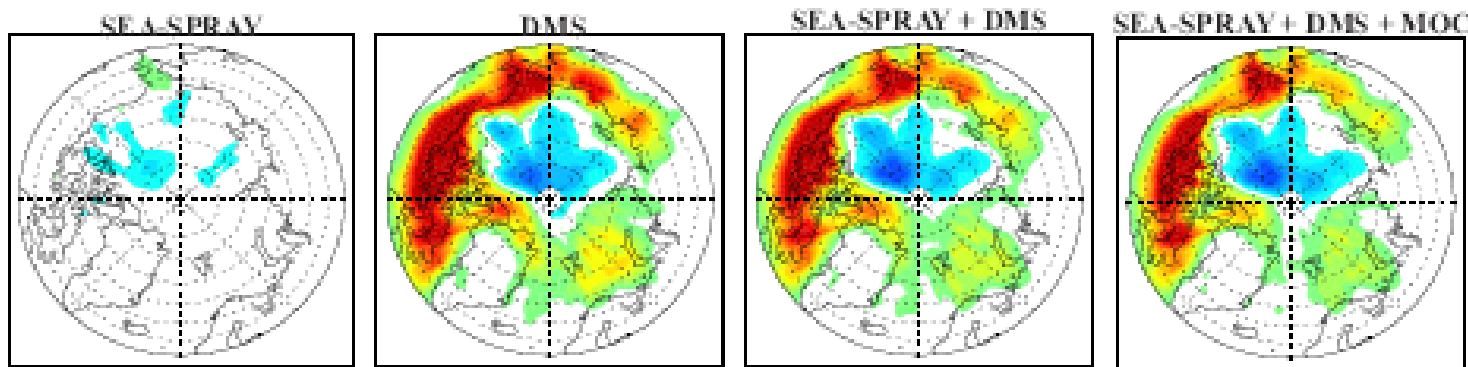 SEA-SPRAY
DMS
SEA-SPRAY + DMS
SEA-SPRAY + DMS + MOC